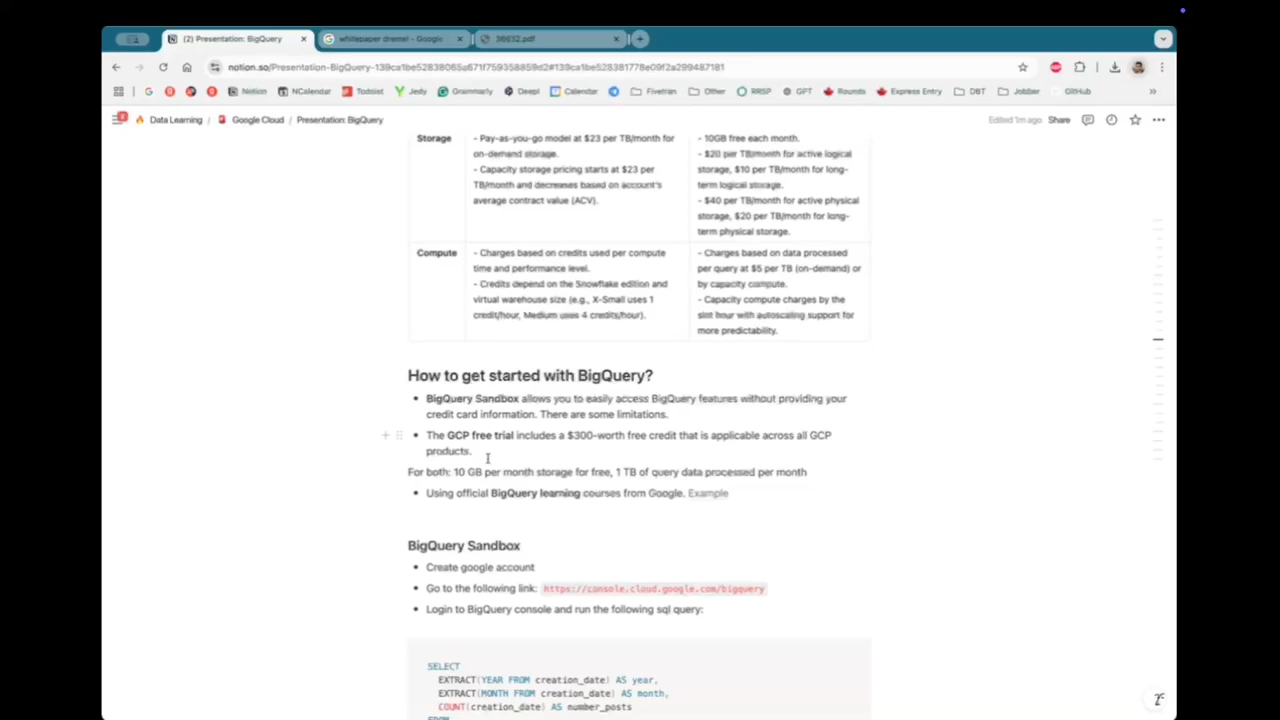 (2) Presentation: BigQuery
whitepaper dremel - Google
36632.pdf
notion.so/Presentation-BigQuery-139ca1be52838065a671f759358859d2#139ca1be528381778e09f2a299487181
Notion
NCalendar
Todoist
Jedy
Grammarly
Deepl
Calendar
Fivetran
Other
RRSP
GPT
Rounds
Express Entry
DBT
Jobber
GitHub
Data Learning / Google Cloud / Presentation: BigQuery
Edited 1m ago Share
Storage
- Pay-as-you-go model at $23 per TB/month for
on-demand storage.
- Capacity storage pricing starts at $23 per
TB/month and decreases based on account's
average contract value (ACV).
- 10GB free each month.
- $20 per TB/month for active logical
storage, $10 per TB/month for long-
term logical storage.
- $40 per TB/month for active physical
storage, $20 per TB/month for long-
term physical storage.
Compute
- Charges based on credits used per compute
time and performance level.
- Credits depend on the Snowflake edition and
virtual warehouse size (e.g., X-Small uses 1
credit/hour, Medium uses 4 credits/hour).
- Charges based on data processed
per query at $5 per TB (on-demand) or
by capacity compute.
- Capacity compute charges by the
slot hour with autoscaling support for
more predictability.
How to get started with BigQuery?
• BigQuery Sandbox allows you to easily access BigQuery features without providing your
credit card information. There are some limitations.
• The GCP free trial includes a $300-worth free credit that is applicable across all GCP
products.
For both: 10 GB per month storage for free, 1 TB of query data processed per month
• Using official BigQuery learning courses from Google. Example
BigQuery Sandbox
• Create google account
• Go to the following link: https://console.cloud.google.com/bigquery
• Login to BigQuery console and run the following sql query:
SELECT
EXTRACT(YEAR FROM creation_date) AS year,
EXTRACT(MONTH FROM creation_date) AS month,
COUNT(creation_date) AS number_posts
FROM